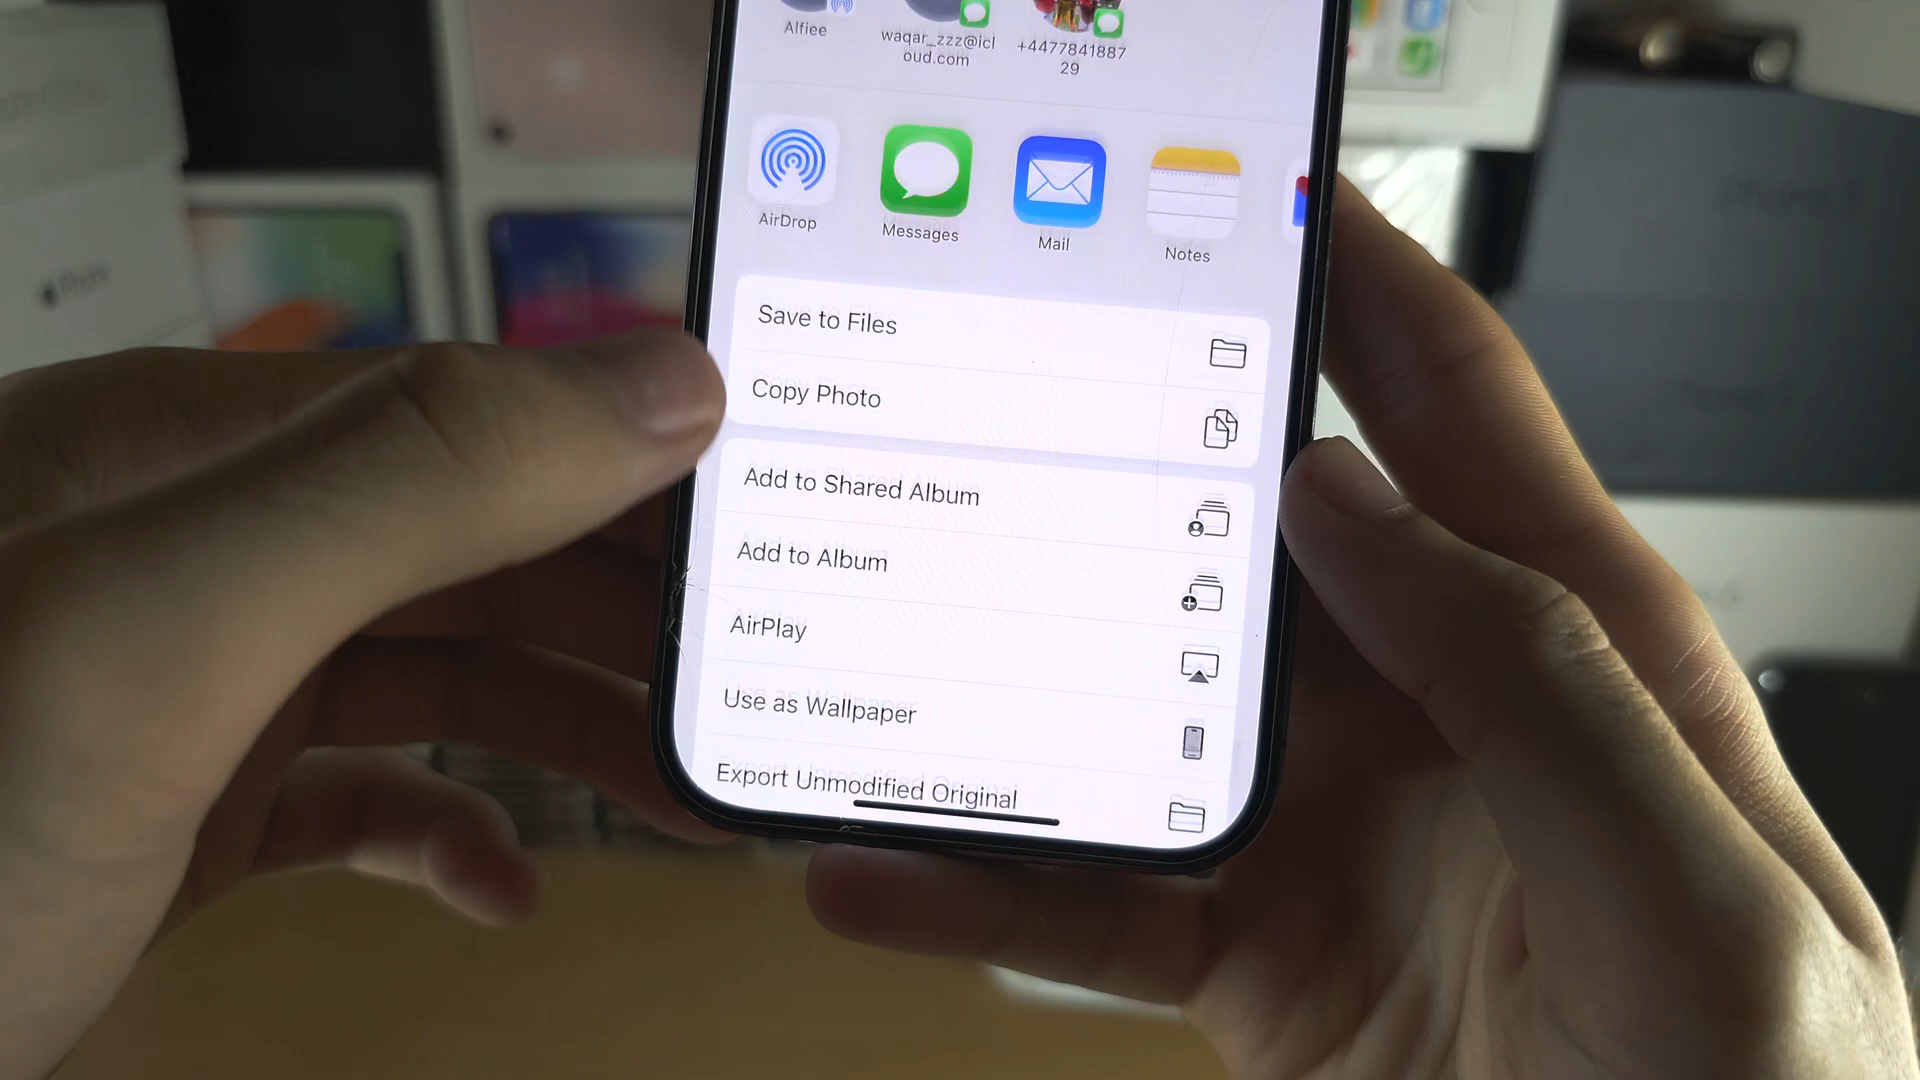 Alfiee
waqar_zzz@icl
oud.com
+4477841887
29
AirDrop
Messages
Mail
Notes
Save to Files
Copy Photo
Add to Shared Album
Add to Album
AirPlay
Use as Wallpaper
Export Unmodified Original
iPhone